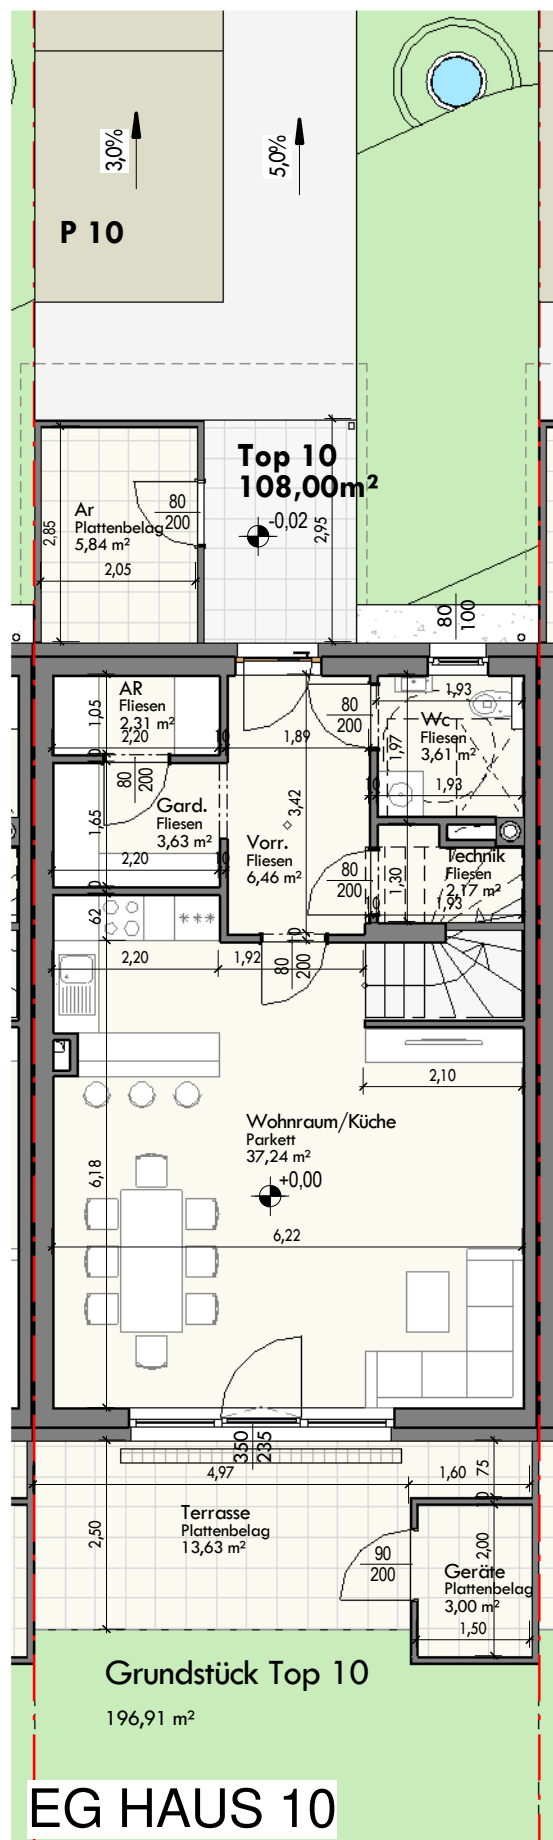 3,0%
5,0%
P 10
Top 10
108,00m²
-0,02
2,95
2,85
80
200
Ar
Plattenbelag
5,84 m²
2,05
80
100
AR
Fliesen
2,31 m²
1,05
2,20
10
1,89
80
200
1,93
Wc
Fliesen
3,61 m²
1,97
1,93
10
80
200
Gard.
Fliesen
3,63 m²
1,65
2,20
10
3,42
Vorr.
Fliesen
6,46 m²
80
200
Technik
Fliesen
2,17 m²
1,30
1,93
10
62
2,20
1,92
10
80
200
2,10
Wohnraum/Küche
Parkett
37,24 m²
+0,00
6,18
6,22
350
235
4,97
1,60
75
10
2,50
Terrasse
Plattenbelag
13,63 m²
90
200
2,00
Geräte
Plattenbelag
3,00 m²
1,50
Grundstück Top 10
196,91 m²
EG HAUS 10